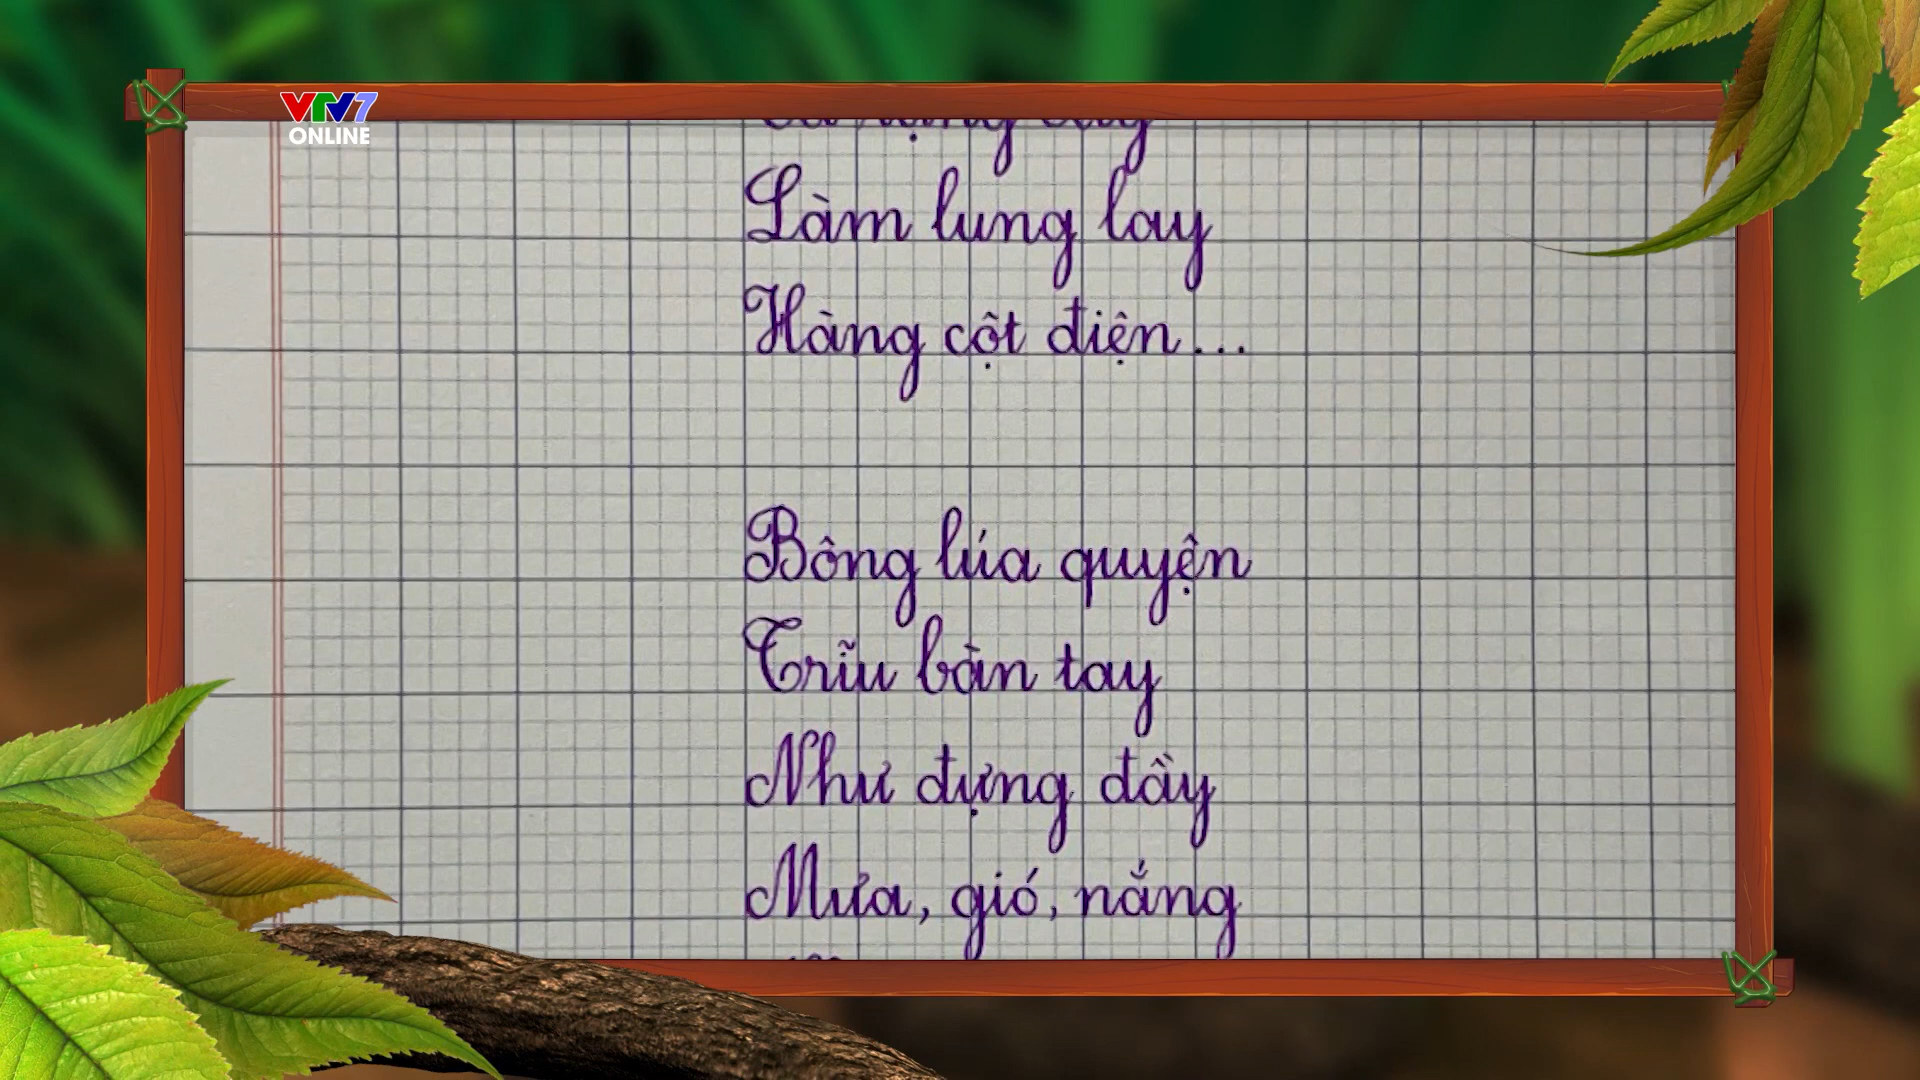 VTV7
ONLINE
Làm lung lay
Hàng cột điện...
Bông lúa quyện
Trĩu bàn tay
Như đựng đầy
Mưa, gió, nắng